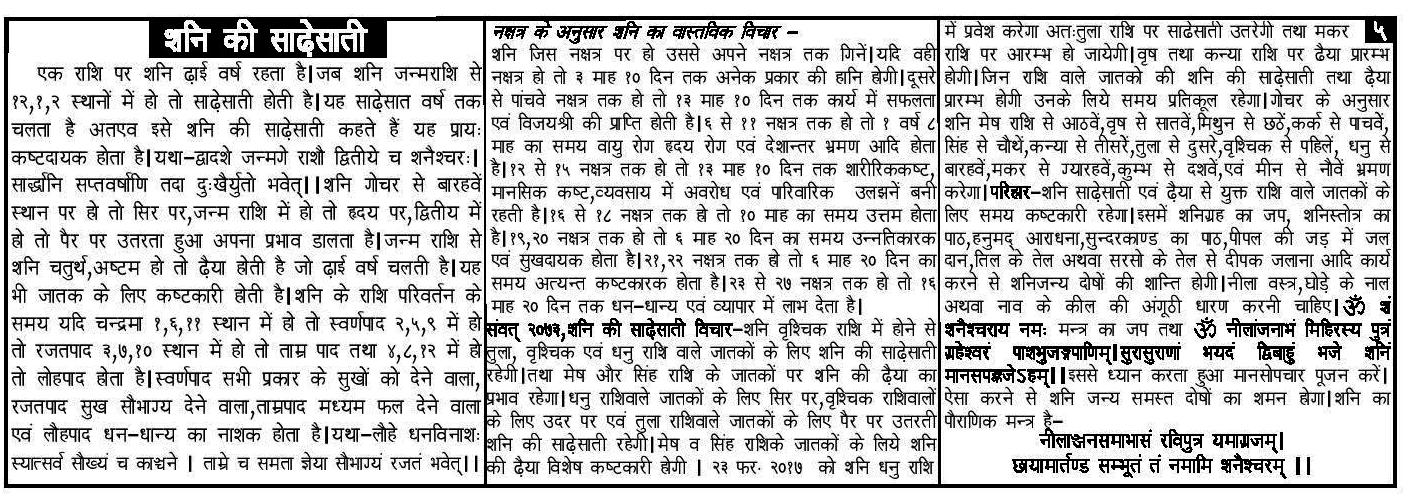 शनि की साढ़ेसाती
एक राशि पर शनि ढ़ाई वर्ष रहता है।जब शनि जन्मराशि से
१२,१,२ स्थानों में हो तो साढ़ेसाती होती है।यह साढ़ेसात वर्ष तक
चलता है अतएव इसे शनि की साढ़ेसाती कहते हैं यह प्रायः
कष्टदायक होता है।यथा-द्वादशे जन्मगे राशौ द्वितीये च शनैश्चरः।
सार्द्धानि सप्तवर्षाणि तदा दुःखैर्युतो भवेत्।।शनि गोचर से बारहवें
स्थान पर हो तो सिर पर,जन्म राशि में हो तो हृदय पर,द्वितीय में
हो तो पैर पर उतरता हुआ अपना प्रभाव डालता है।जन्म राशि से
शनि चतुर्थ,अष्टम हो तो ढ़ैया होती है जो ढ़ाई वर्ष चलती है।यह
भी जातक के लिए कष्टकारी होती है।शनि के राशि परिवर्तन के
समय यदि चन्द्रमा १,६,११ स्थान में हो तो स्वर्णपाद २,५,९ में हो
तो रजतपाद ३,७,१० स्थान में हो तो ताम्र पाद तथा ४,८,१२ में हो
तो लोहपाद होता है।स्वर्णपाद सभी प्रकार के सुखों को देने वाला,
रजतपाद सुख सौभाग्य देने वाला,ताम्रपाद मध्यम फल देने वाला
एवं लौहपाद धन-धान्य का नाशक होता है।यथा-लौहे धनविनाशः
स्यात्सर्व सौख्यं च काञ्चने । ताम्रे च समता ज्ञेया सौभाग्यं रजतं भवेत्।।
नक्षत्र के अनुसार शनि का वास्तविक विचार –
शनि जिस नक्षत्र पर हो उससे अपने नक्षत्र तक गिनें।यदि वही
नक्षत्र हो तो ३ माह १० दिन तक अनेक प्रकार की हानि होगी।दूसरे
से पांचवे नक्षत्र तक हो तो १३ माह १० दिन तक कार्य में सफलता
एवं विजयश्री की प्राप्ति होती है।६ से ११ नक्षत्र तक हो तो १ वर्ष ८
माह का समय वायु रोग हृदय रोग एवं देशान्तर भ्रमण आदि होता
है।१२ से १५ नक्षत्र तक हो तो १३ माह १० दिन तक शारीरिककष्ट,
मानसिक कष्ट,व्यवसाय में अवरोध एवं पारिवारिक उलझनें बनी
रहती है।१६ से १८ नक्षत्र तक हो तो १० माह का समय उत्तम होता
है।१९,२० नक्षत्र तक हो तो ६ माह २० दिन का समय उन्नतिकारक
एवं सुखदायक होता है।२१,२२ नक्षत्र तक हो तो ६ माह २० दिन का
समय अत्यन्त कष्टकारक होता है।२३ से २७ नक्षत्र तक हो तो १६
माह २० दिन तक धन-धान्य एवं व्यापार में लाभ देता है।
संवत् २०७३,शनि की साढ़ेसाती विचार-शनि वृश्चिक राशि में होने से
तुला, वृश्चिक एवं धनु राशि वाले जातकों के लिए शनि की साढ़ेसाती
रहेगी।तथा मेष और सिंह राशि के जातकों पर शनि की ढ़ैया का
प्रभाव रहेगा।धनु राशिवाले जातकों के लिए सिर पर,वृश्चिक राशिवालों
के लिए उदर पर एवं तुला राशिवाले जातकों के लिए पैर पर उतरती
शनि की साढ़ेसाती रहेगी।मेष व सिंह राशिके जातकों के लिये शनि
की ढ़ैया विशेष कष्टकारी होगी । २३ फर. २०१७ को शनि धनु राशि
५
में प्रवेश करेगा अतःतुला राशि पर साढेसाती उतरेगी तथा मकर
राशि पर आरम्भ हो जायेगी।वृष तथा कन्या राशि पर ढैया प्रारम्भ
होगी।जिन राशि वाले जातको की शनि की साढ़ेसाती तथा ढ़ैया
प्रारम्भ होगी उनके लिये समय प्रतिकूल रहेगा।गोचर के अनुसार
शनि मेष राशि से आठवें,वृष से सातवें,मिथुन से छठें,कर्क से पाचवें,
सिंह से चौथें,कन्या से तीसरें,तुला से दुसरे,वृश्चिक से पहिलें, धनु से
बारहवें,मकर से ग्यारहवें,कुम्भ से दशवें,एवं मीन से नौवें भ्रमण
करेगा।परिहार-शनि साढ़ेसाती एवं ढ़ैया से युक्त राशि वाले जातकों के
लिए समय कष्टकारी रहेगा।इसमें शनिग्रह का जप, शनिस्तोत्र का
पाठ,हनुमद् आराधना,सुन्दरकाण्ड का पाठ,पीपल की जड़ में जल
दान,तिल के तेल अथवा सरसो के तेल से दीपक जलाना आदि कार्य
करने से शनिजन्य दोषों की शान्ति होगी।नीला वस्त्र,घोड़े के नाल
अथवा नाव के कील की अंगूठी धारण करनी चाहिए।ॐ शं
शनैश्चराय नमः मन्त्र का जप तथा ॐ नीलांजनाभं मिहिरस्य पुत्रं
ग्रहेश्वरं पाशभुजङ्गपाणिम्।सुरासुराणां भयदं द्विबाहुं भजे शनिं
मानसपङ्कजेऽहम्।।इससे ध्यान करता हुआ मानसोपचार पूजन करें।
ऐसा करने से शनि जन्य समस्त दोषों का शमन होगा।शनि का
पौराणिक मन्त्र है–
नीलाञ्जनसमाभासं रविपुत्र यमाग्रजम्।
छायामार्तण्ड सम्भूतं तं नमामि शनैश्चरम् ।।